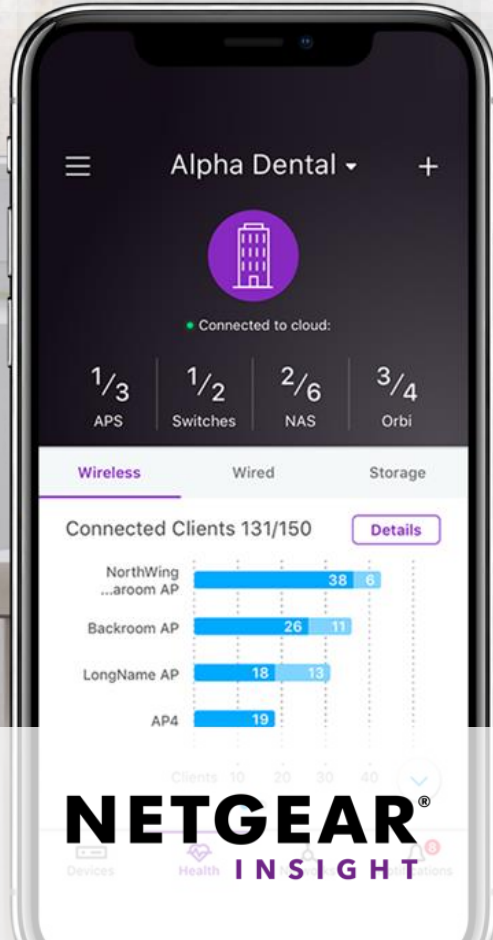 Alpha Dental
Connected to cloud:
1/3 1/2 2/6 3/4
APS Switches NAS Orbi
Wireless Wired Storage
Connected Clients 131/150 Details
NorthWing
...aroom AP 38 6
Backroom AP 26 11
LongName AP 18 13
AP4 19
Clients 10 20 30 40
NETGEAR®
INSIGHT
Devices Health 8